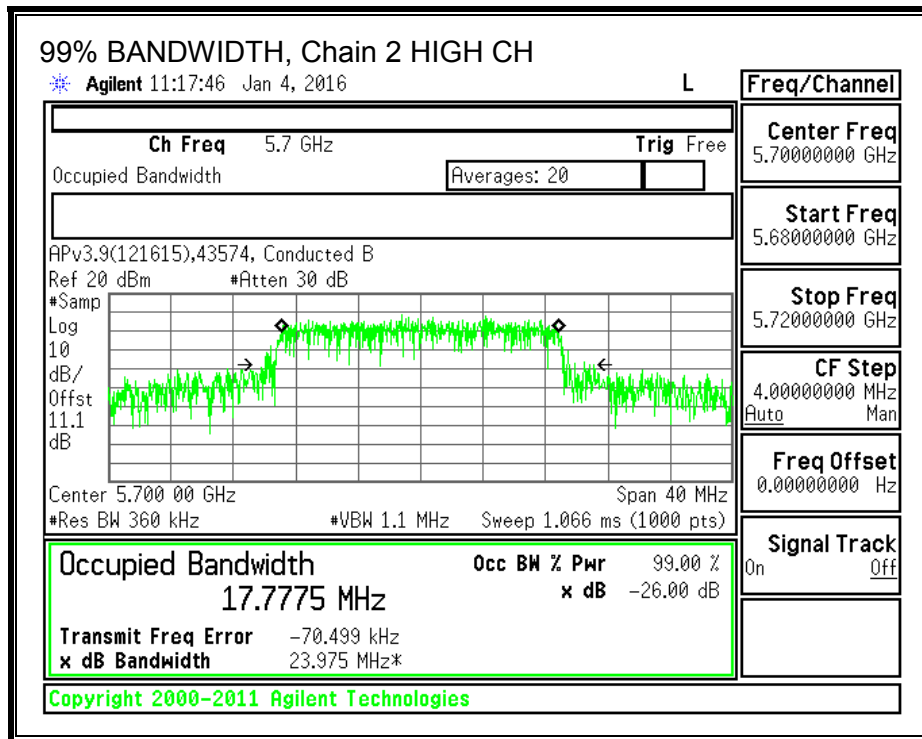 99% BANDWIDTH, Chain 2 HIGH CH
Agilent 11:17:46 Jan 4, 2016 L
Freq/Channel
Ch Freq 5.7 GHz Trig Free
Occupied Bandwidth Averages: 20
APv3.9(121615),43574, Conducted B
Ref 20 dBm #Atten 30 dB
#Samp
Log
10
dB/
Offst
11.1
dB
Center 5.700 00 GHz Span 40 MHz
#Res BW 360 kHz #VBW 1.1 MHz Sweep 1.066 ms (1000 pts)
Occupied Bandwidth Occ BW % Pwr 99.00 %
17.7775 MHz x dB -26.00 dB
Transmit Freq Error -70.499 kHz
x dB Bandwidth 23.975 MHz*
Copyright 2000-2011 Agilent Technologies
Center Freq
5.70000000 GHz
Start Freq
5.68000000 GHz
Stop Freq
5.72000000 GHz
CF Step
4.00000000 MHz
Auto Man
Freq Offset
0.00000000 Hz
Signal Track
On Off